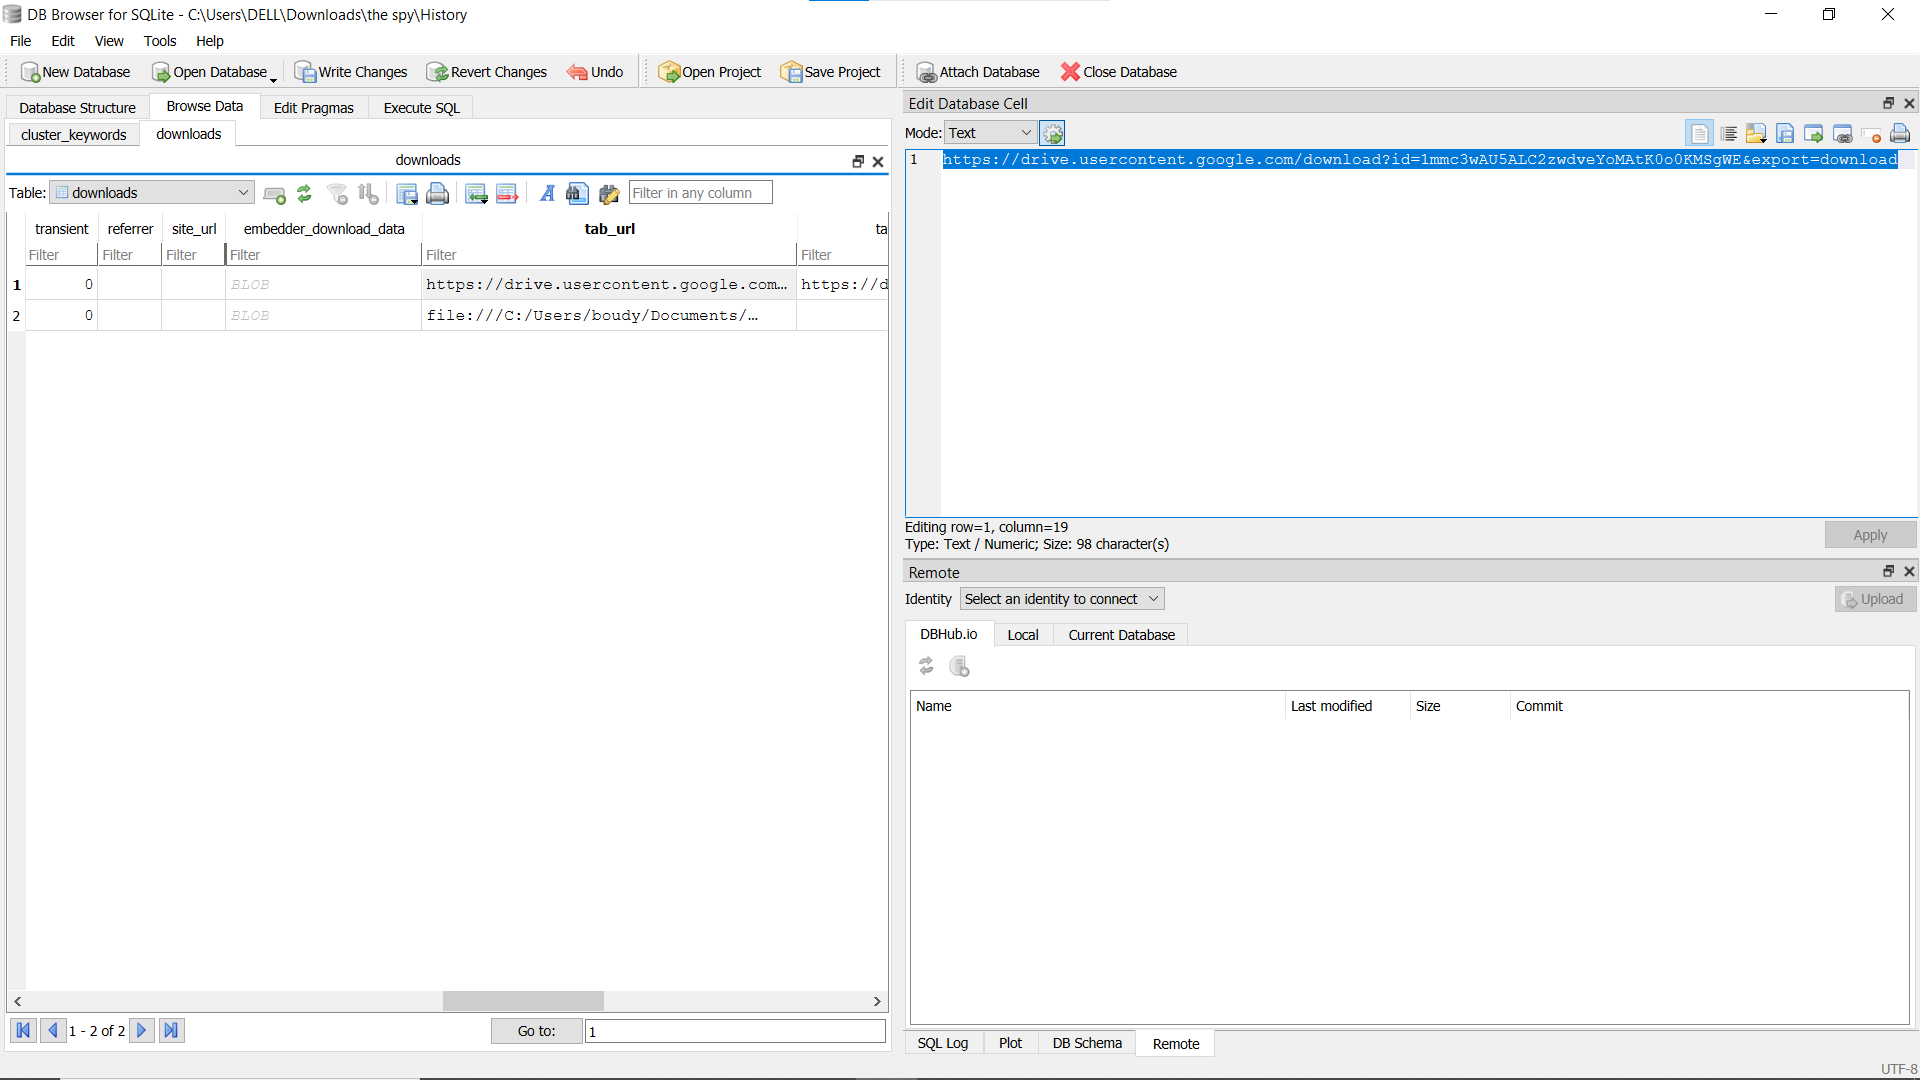 DB Browser for SQLite - C:\Users\DELL\Downloads\the spy\History
File Edit View Tools Help
New Database Open Database Write Changes Revert Changes Undo Open Project Save Project Attach Database Close Database
Database Structure Browse Data Edit Pragmas Execute SQL
cluster_keywords downloads
downloads
Table: downloads Filter in any column
transient referrer site_url embedder_download_data tab_url ta
Filter Filter Filter Filter Filter Filter
1 0 BLOB https://drive.usercontent.google.com… https://d
2 0 BLOB file:///C:/Users/boudy/Documents/…
1 - 2 of 2 Go to: 1
Edit Database Cell
Mode: Text
1 https://drive.usercontent.google.com/download?id=1mmc3wAU5ALC2zwdveYoMAtK0o0KMSgWE&export=download
Editing row=1, column=19
Type: Text / Numeric; Size: 98 character(s)
Apply
Remote
Identity Select an identity to connect Upload
DBHub.io Local Current Database
Name Last modified Size Commit
SQL Log Plot DB Schema Remote
UTF-8